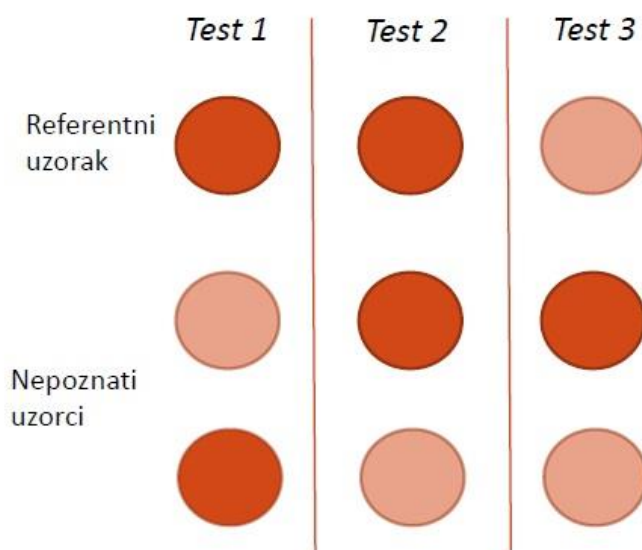 Test 1
Test 2
Test 3
Referentni
uzorak
Nepoznati
uzorci